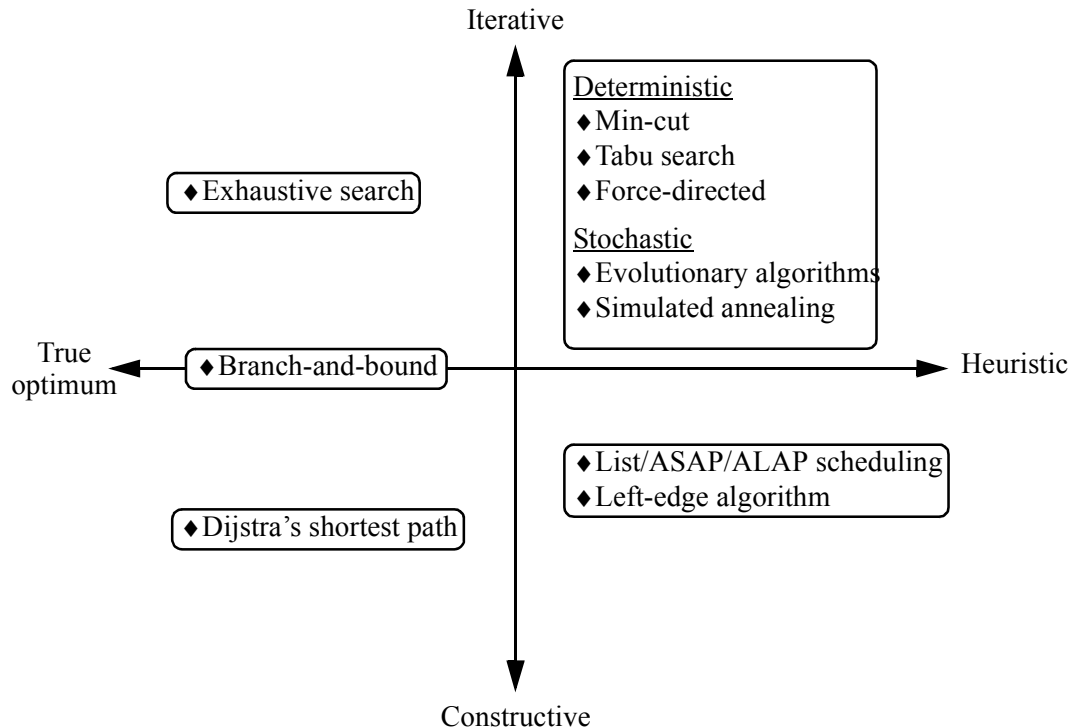 Iterative
Deterministic
♦Min-cut
♦Tabu search
♦Force-directed
Stochastic
♦Evolutionary algorithms
♦Simulated annealing
♦Exhaustive search
True
optimum
♦Branch-and-bound
Heuristic
♦List/ASAP/ALAP scheduling
♦Left-edge algorithm
♦Dijstra’s shortest path
Constructive